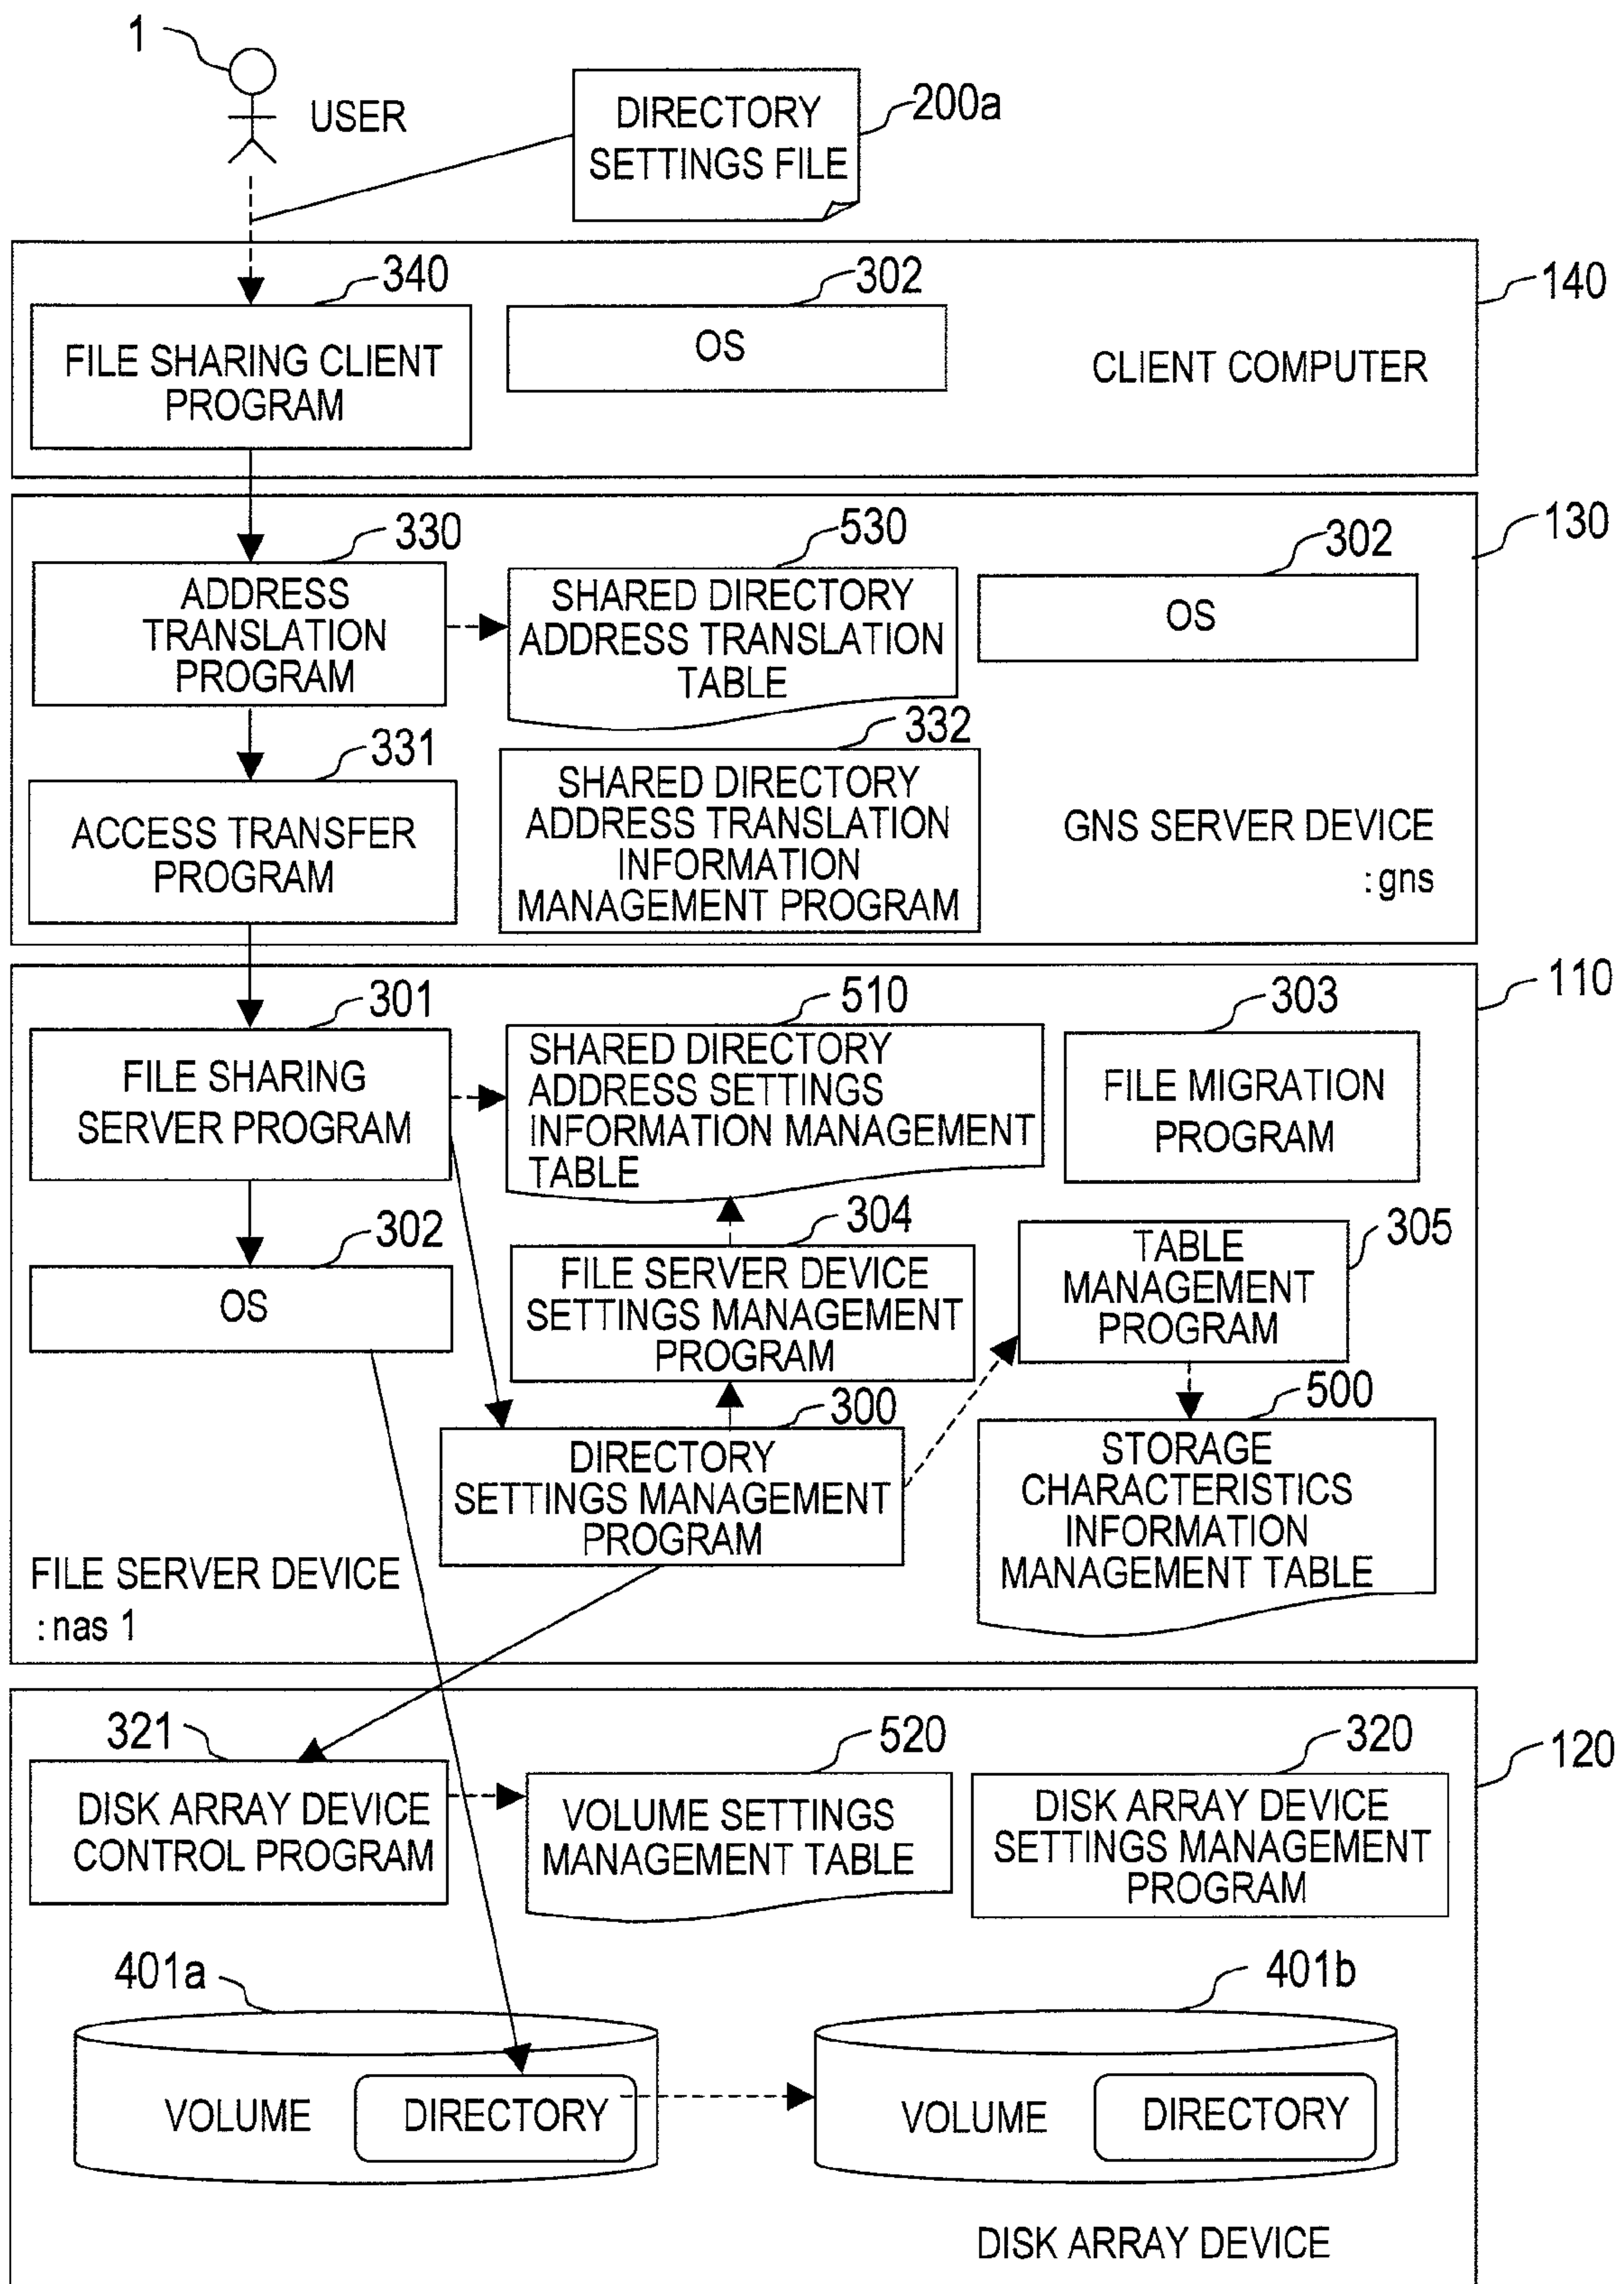 1
USER
DIRECTORY
SETTINGS FILE
200a
340
302
140
FILE SHARING CLIENT
PROGRAM
OS
CLIENT COMPUTER
330
530
302
130
ADDRESS
TRANSLATION
PROGRAM
SHARED DIRECTORY
ADDRESS TRANSLATION
TABLE
OS
331
332
ACCESS TRANSFER
PROGRAM
SHARED DIRECTORY
ADDRESS TRANSLATION
INFORMATION
MANAGEMENT PROGRAM
GNS SERVER DEVICE
:gns
301
510
303
110
FILE SHARING
SERVER PROGRAM
SHARED DIRECTORY
ADDRESS SETTINGS
INFORMATION MANAGEMENT
TABLE
FILE MIGRATION
PROGRAM
302
304
305
OS
FILE SERVER DEVICE
SETTINGS MANAGEMENT
PROGRAM
TABLE
MANAGEMENT
PROGRAM
300
500
DIRECTORY
SETTINGS MANAGEMENT
PROGRAM
STORAGE
CHARACTERISTICS
INFORMATION
MANAGEMENT TABLE
FILE SERVER DEVICE
:nas 1
321
520
320
120
DISK ARRAY DEVICE
CONTROL PROGRAM
VOLUME SETTINGS
MANAGEMENT TABLE
DISK ARRAY DEVICE
SETTINGS MANAGEMENT
PROGRAM
401a
401b
VOLUME
DIRECTORY
VOLUME
DIRECTORY
DISK ARRAY DEVICE